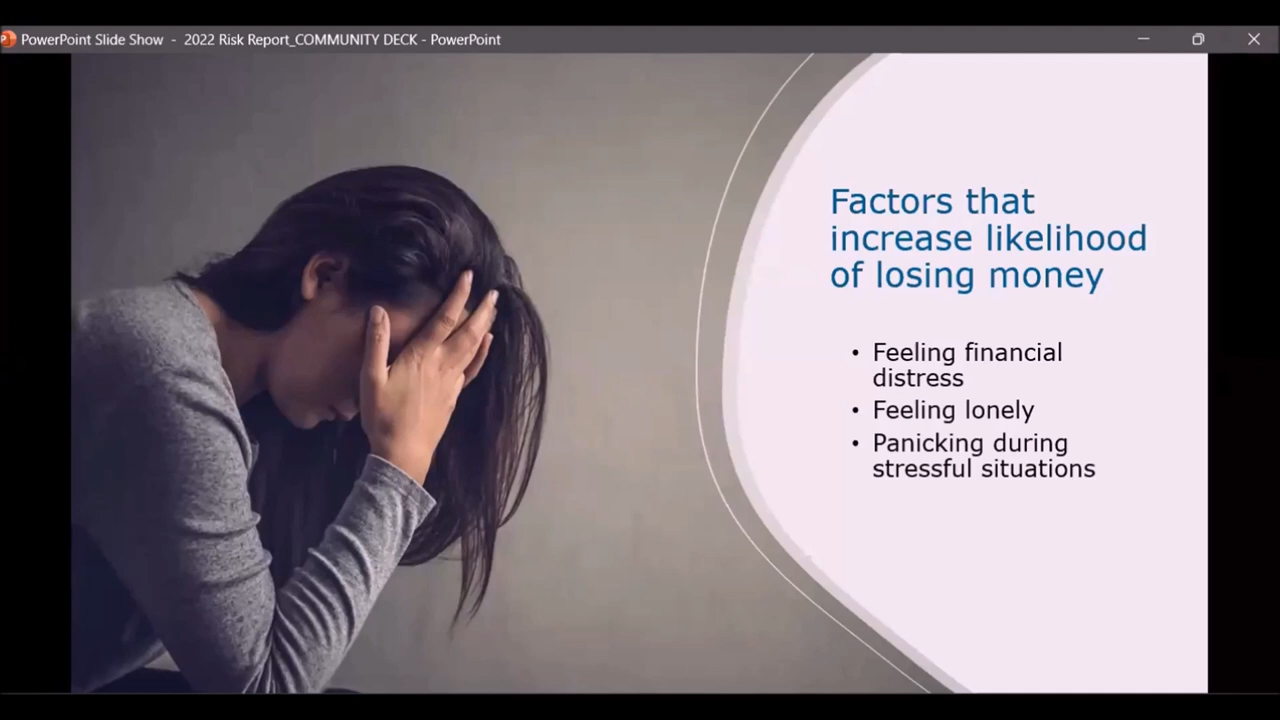 PowerPoint Slide Show - 2022 Risk Report_COMMUNITY DECK - PowerPoint
Factors that
increase likelihood
of losing money
• Feeling financial
distress
• Feeling lonely
• Panicking during
stressful situations